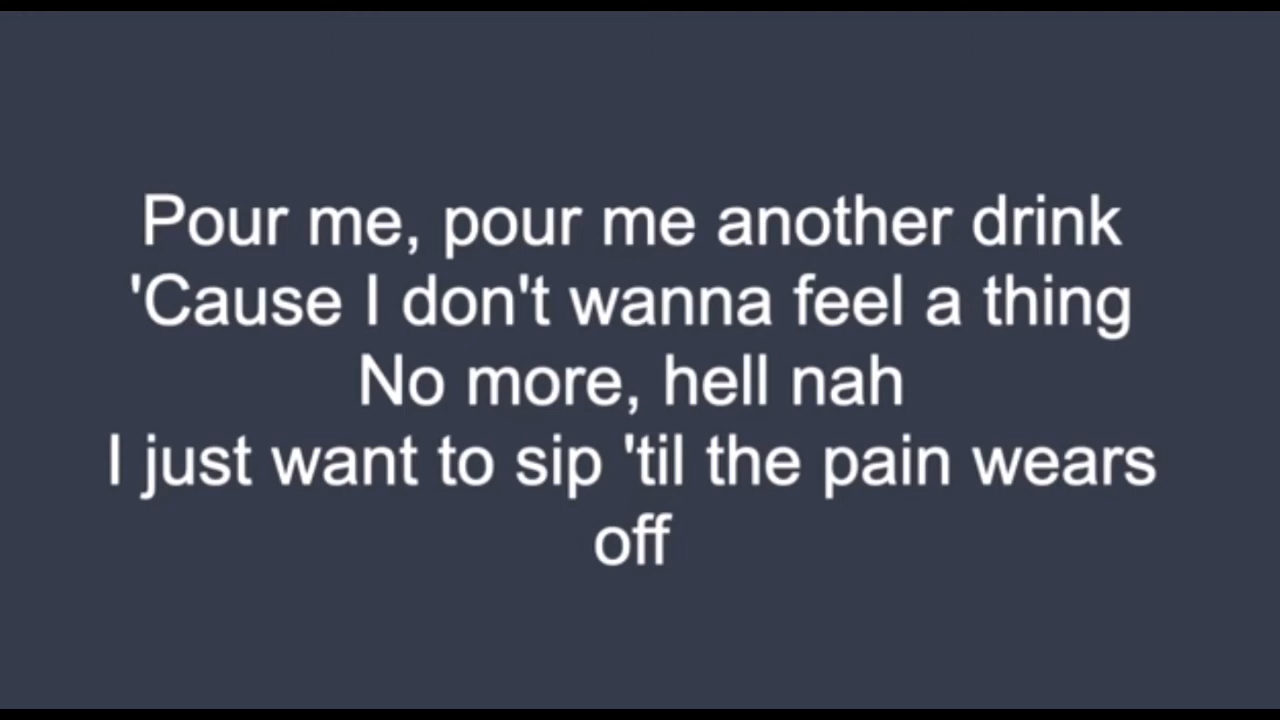 Pour me, pour me another drink
'Cause I don't wanna feel a thing
No more, hell nah
I just want to sip 'til the pain wears
off